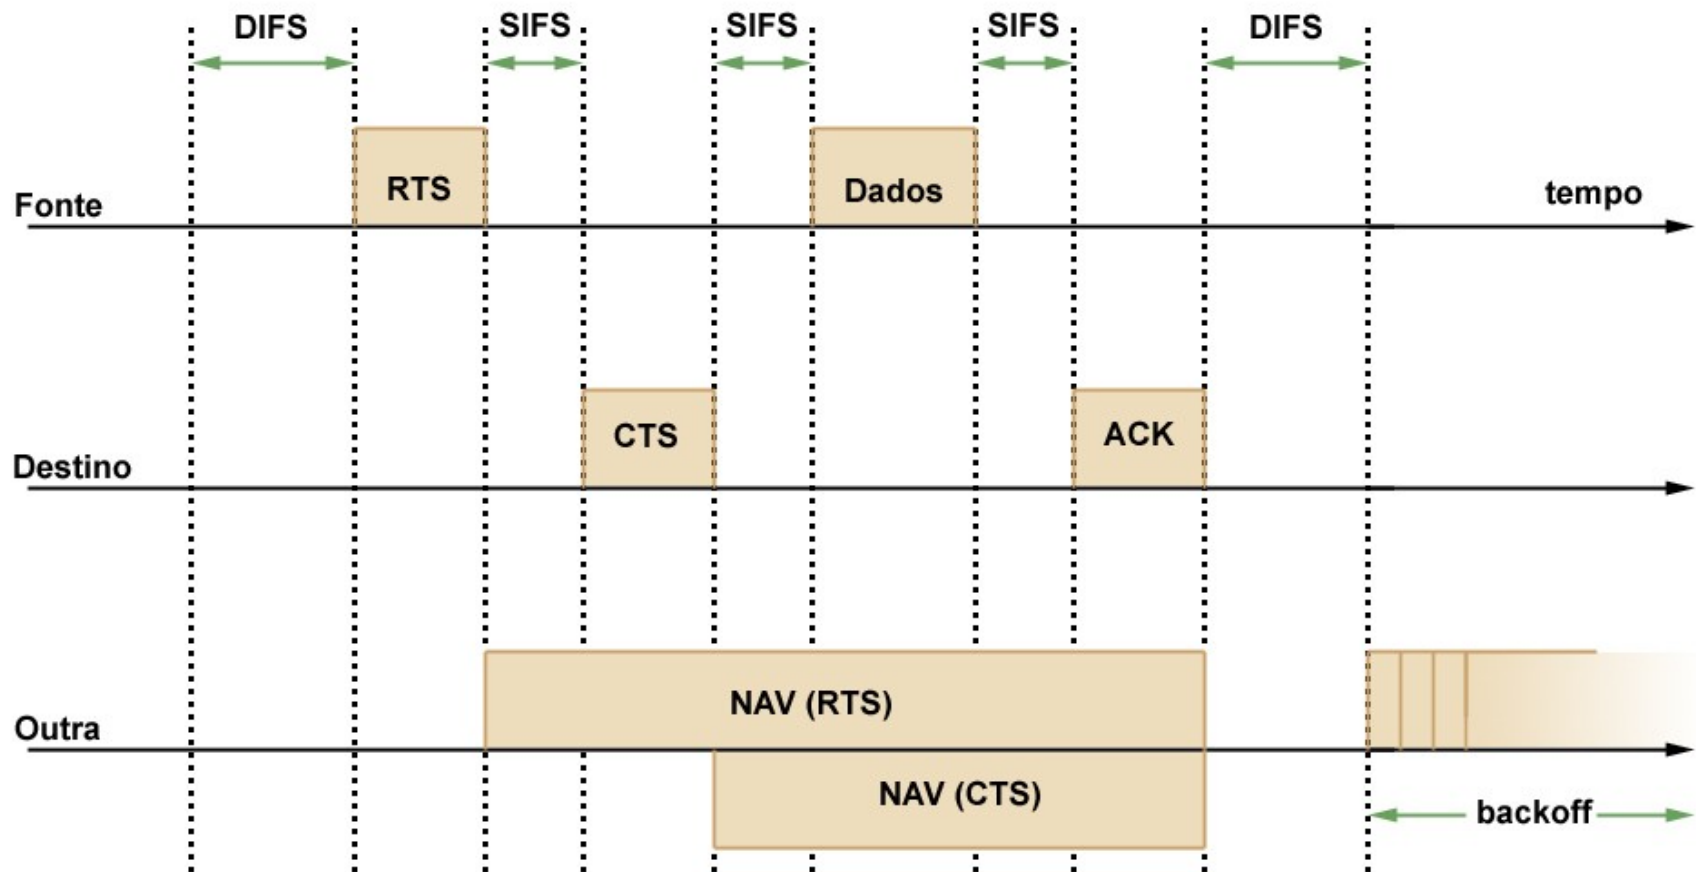 DIFS
SIFS
SIFS
SIFS
DIFS
RTS
Dados
Fonte
tempo
CTS
ACK
Destino
NAV (RTS)
Outra
NAV (CTS)
backoff